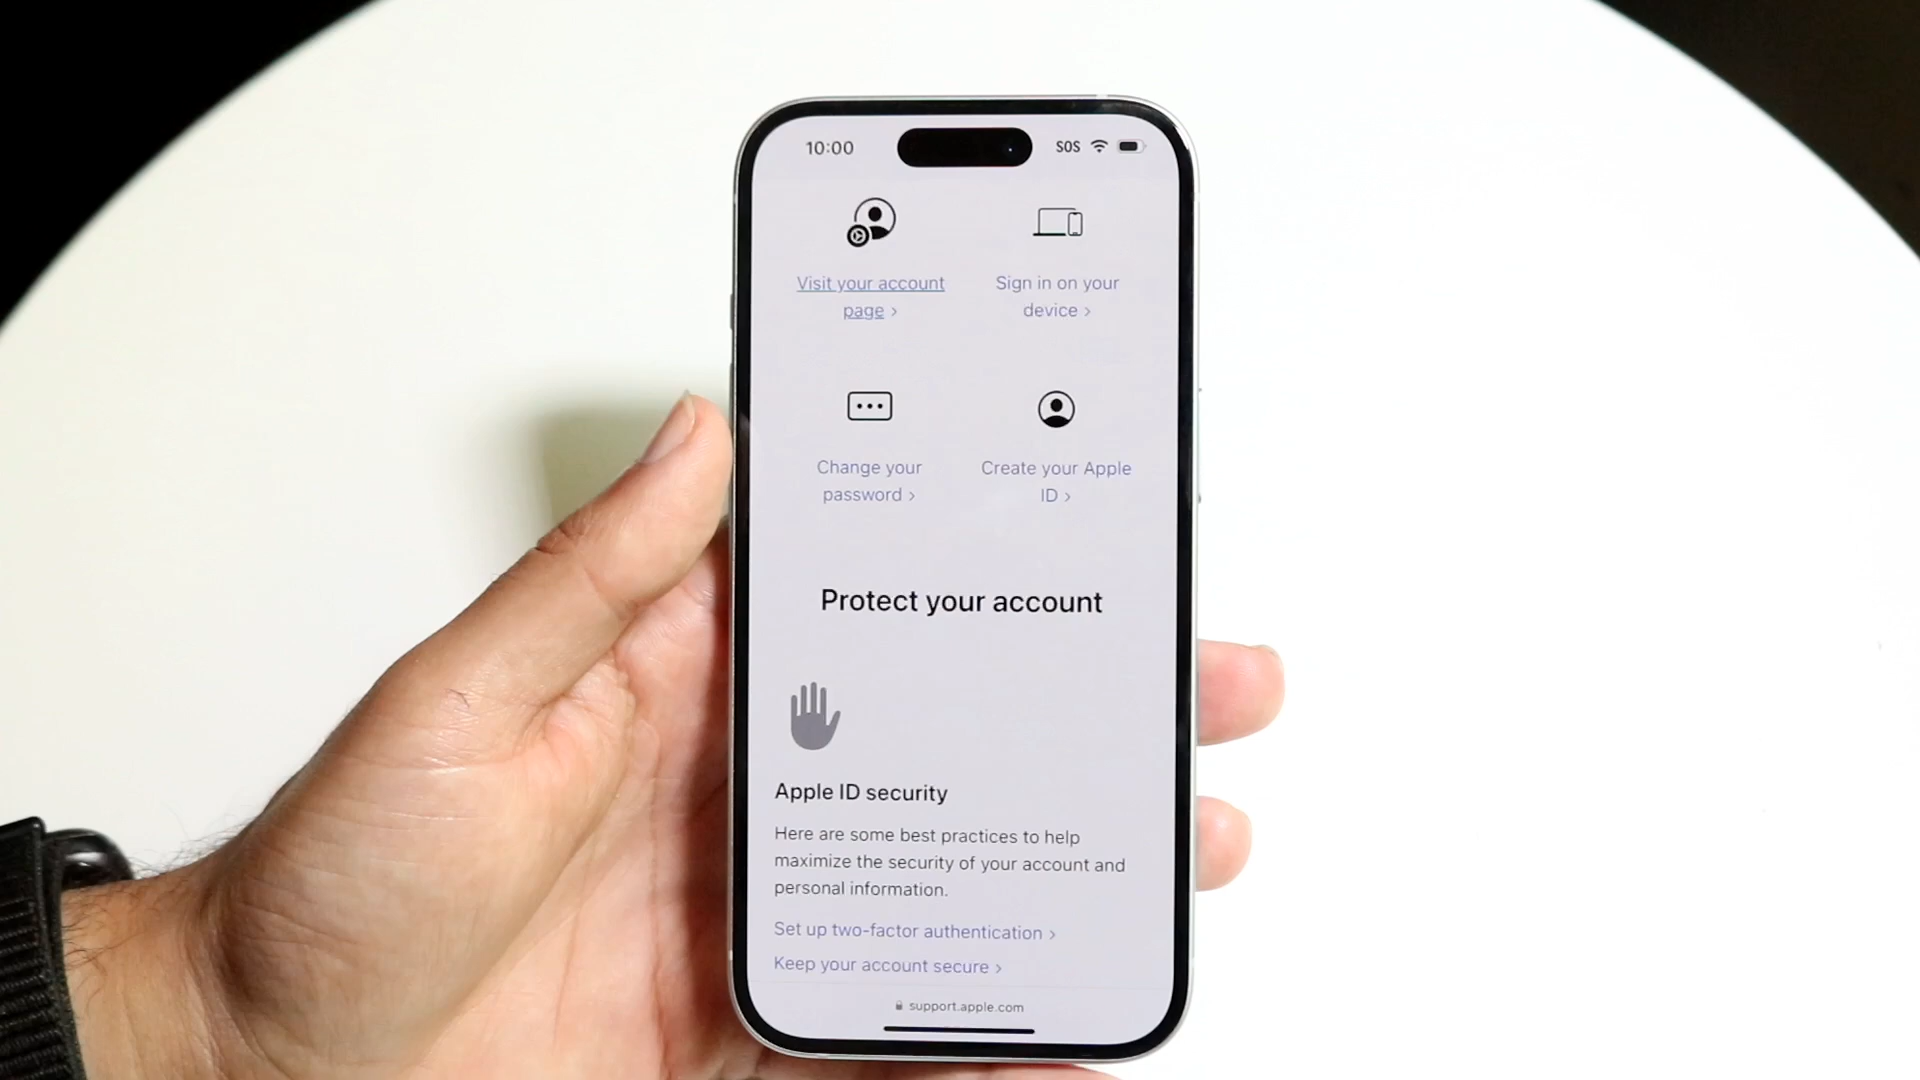 10:00 SOS
Visit your account
page >
Sign in on your
device >
Change your
password >
Create your Apple
ID >
Protect your account
Apple ID security
Here are some best practices to help
maximize the security of your account and
personal information.
Set up two-factor authentication >
Keep your account secure >
support.apple.com